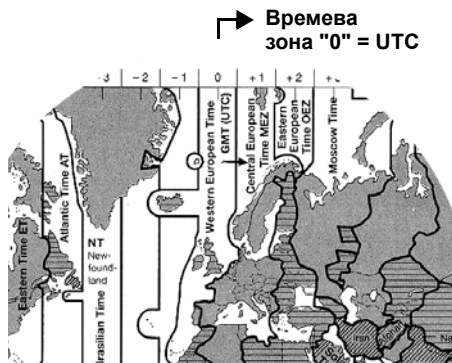 Времева
зона "0" = UTC
-3
-2
-1
0
+1
+2
Eastern Time ET
Atlantic Time AT
NT
New-
found-
land
Brasilian Time
Western European Time
GMT (UTC)
Central European
Time MEZ
Eastern
European
Time OEZ
Moscow Time
Iran